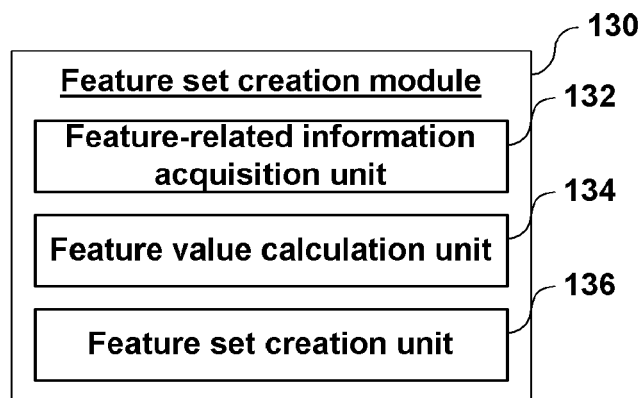 130
Feature set creation module
132
Feature-related information
acquisition unit
134
Feature value calculation unit
136
Feature set creation unit